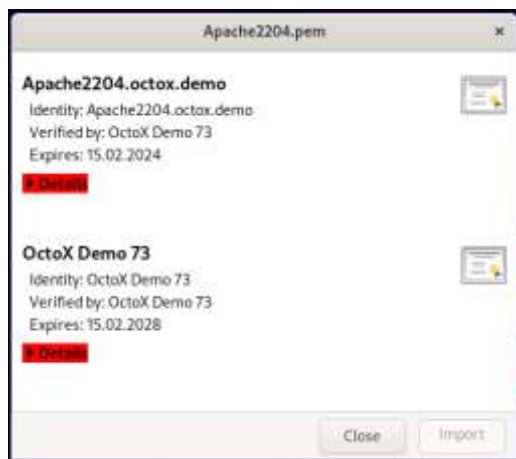 Apache2204.pem ×
Apache2204.octox.demo
Identity: Apache2204.octox.demo
Verified by: OctoX Demo 73
Expires: 15.02.2024
Details
OctoX Demo 73
Identity: OctoX Demo 73
Verified by: OctoX Demo 73
Expires: 15.02.2028
Details
Close Import